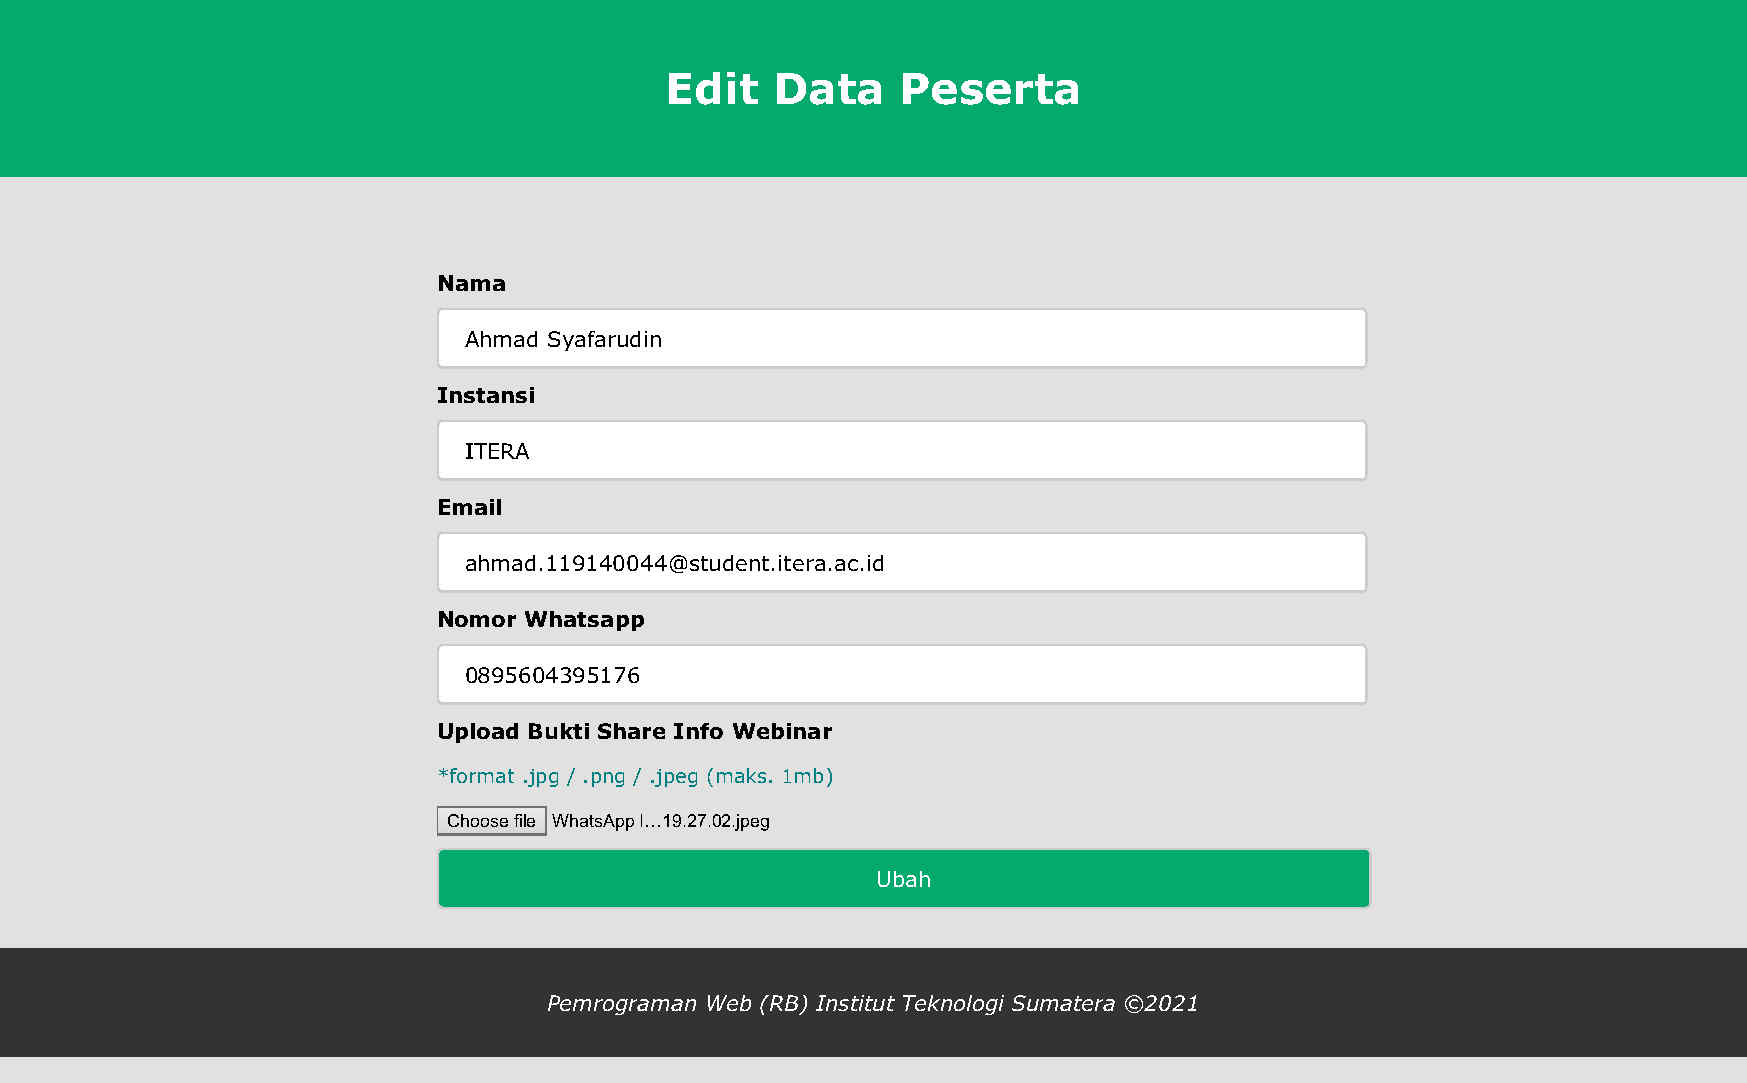 Edit Data Peserta
Nama
Ahmad Syafarudin
Instansi
ITERA
Email
ahmad.119140044@student.itera.ac.id
Nomor Whatsapp
0895604395176
Upload Bukti Share Info Webinar
*format .jpg / .png / .jpeg (maks. 1mb)
Choose file WhatsApp I...19.27.02.jpeg
Ubah
Pemrograman Web (RB) Institut Teknologi Sumatera ©2021